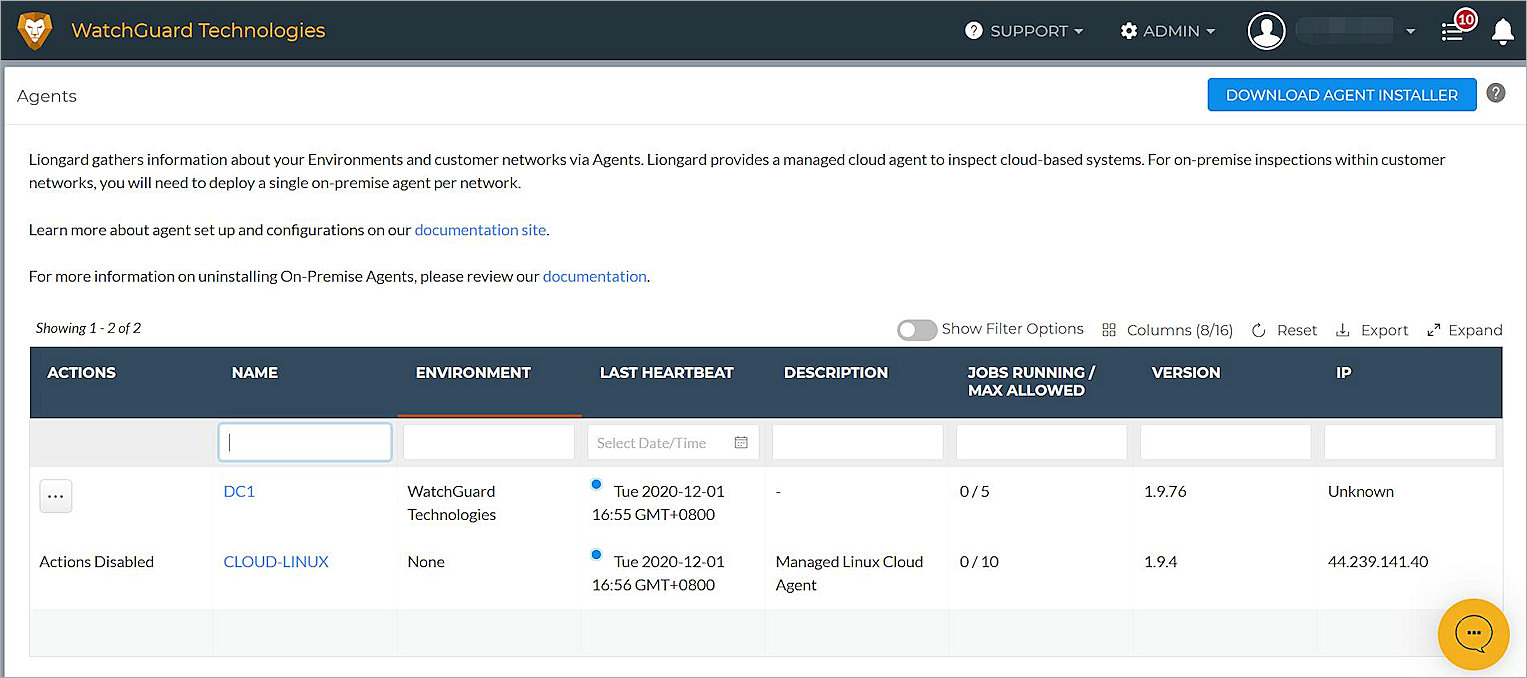 WatchGuard Technologies
SUPPORT
ADMIN
10
Agents
DOWNLOAD AGENT INSTALLER
?
Liongard gathers information about your Environments and customer networks via Agents. Liongard provides a managed cloud agent to inspect cloud-based systems. For on-premise inspections within customer
networks, you will need to deploy a single on-premise agent per network.
Learn more about agent set up and configurations on our documentation site.
For more information on uninstalling On-Premise Agents, please review our documentation.
Showing 1 - 2 of 2
Show Filter Options
Columns (8/16)
Reset
Export
Expand
ACTIONS NAME ENVIRONMENT LAST HEARTBEAT DESCRIPTION JOBS RUNNING / VERSION IP
MAX ALLOWED
Select Date/Time
... DC1 WatchGuard Tue 2020-12-01 - 0 / 5 1.9.76 Unknown
Technologies 16:55 GMT+0800
Actions Disabled CLOUD-LINUX None Tue 2020-12-01 Managed Linux Cloud 0 / 10 1.9.4 44.239.141.40
16:56 GMT+0800 Agent